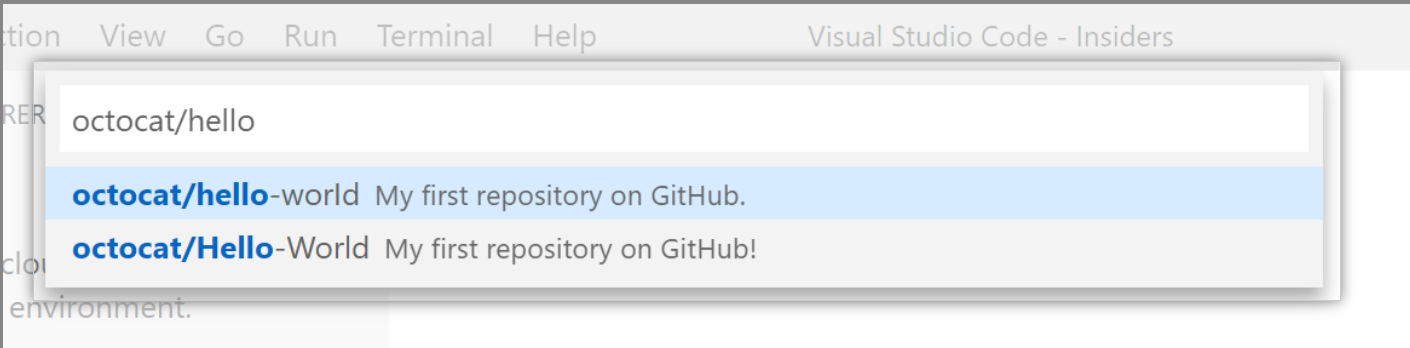 ction View Go Run Terminal Help Visual Studio Code - Insiders
RER
octocat/hello
octocat/hello-world My first repository on GitHub.
octocat/Hello-World My first repository on GitHub!
clou
environment.